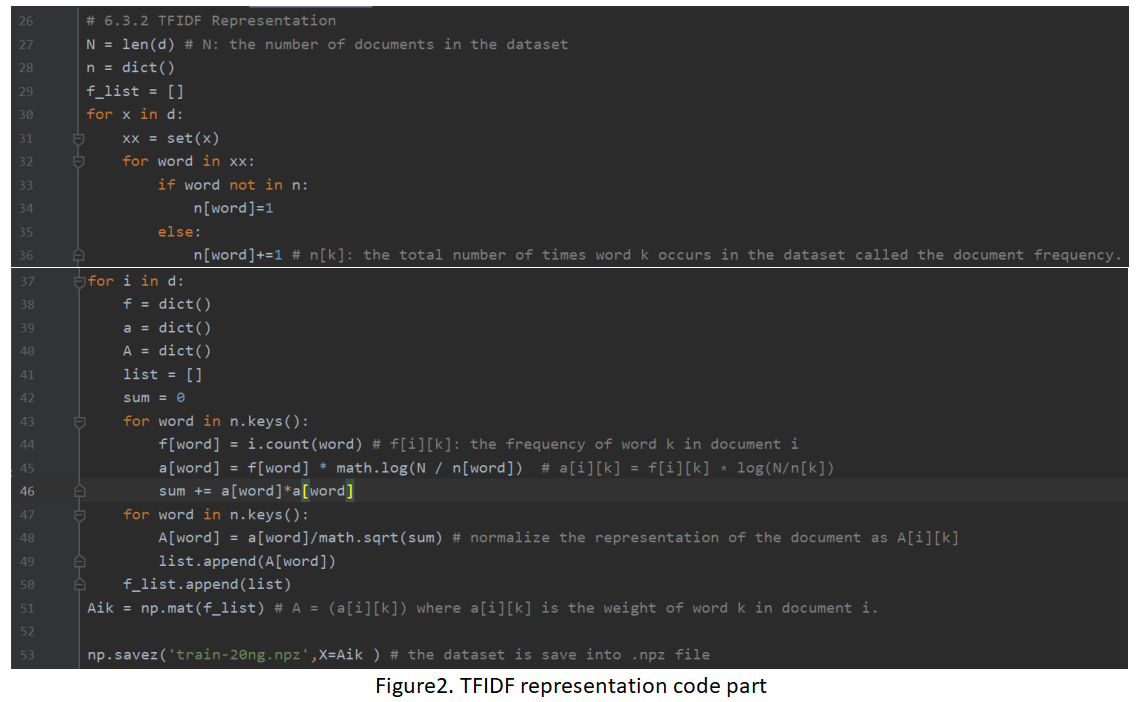 26 # 6.3.2 TFIDF Representation
27 N = len(d) # N: the number of documents in the dataset
28 n = dict()
29 f_list = []
30 for x in d:
31     xx = set(x)
32     for word in xx:
33         if word not in n:
34             n[word]=1
35         else:
36             n[word]+=1 # n[k]: the total number of times word k occurs in the dataset called the document frequency.
37 for i in d:
38     f = dict()
39     a = dict()
40     A = dict()
41     list = []
42     sum = 0
43     for word in n.keys():
44         f[word] = i.count(word) # f[i][k]: the frequency of word k in document i
45         a[word] = f[word] * math.log(N / n[word])  # a[i][k] = f[i][k] * log(N/n[k])
46         sum += a[word]*a[word]
47     for word in n.keys():
48         A[word] = a[word]/math.sqrt(sum) # normalize the representation of the document as A[i][k]
49         list.append(A[word])
50     f_list.append(list)
51 Aik = np.mat(f_list) # A = (a[i][k]) where a[i][k] is the weight of word k in document i.
52
53 np.savez('train-20ng.npz',X=Aik ) # the dataset is save into .npz file
Figure2. TFIDF representation code part